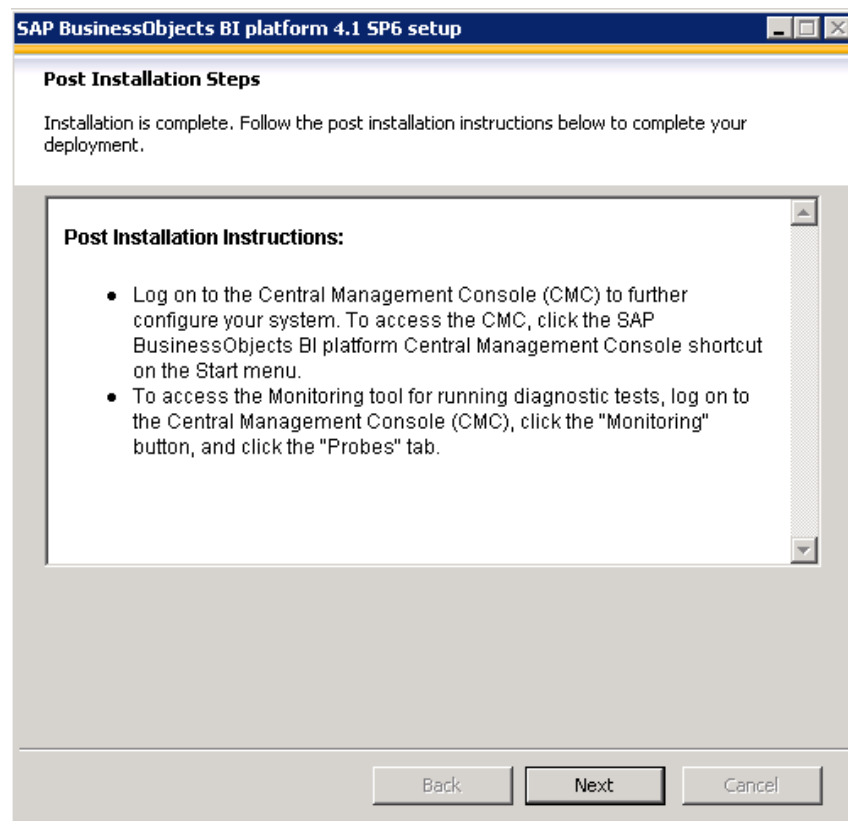 SAP BusinessObjects BI platform 4.1 SP6 setup
Post Installation Steps
Installation is complete. Follow the post installation instructions below to complete your
deployment.
Post Installation Instructions:
● Log on to the Central Management Console (CMC) to further
configure your system. To access the CMC, click the SAP
BusinessObjects BI platform Central Management Console shortcut
on the Start menu.
● To access the Monitoring tool for running diagnostic tests, log on to
the Central Management Console (CMC), click the "Monitoring"
button, and click the "Probes" tab.
Back Next Cancel